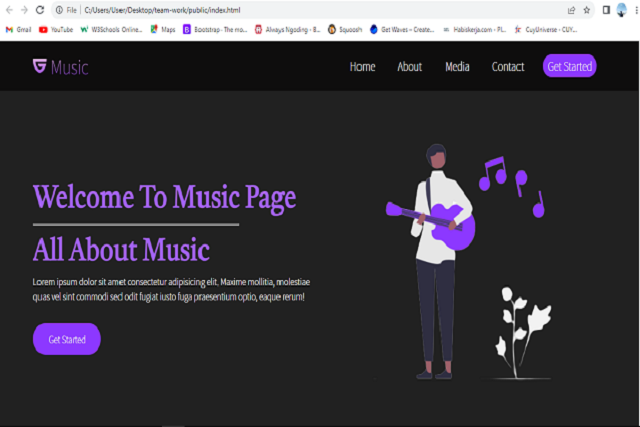 File C:/Users/User/Desktop/team-work/public/index.html
Gmail YouTube W3Schools Online... Maps Bootstrap · The mo... Always Ngoding - B... Squoosh Get Waves – Create... Habiskerja.com - Pl... CuyUniverse - CUY...
Music Home About Media Contact Get Started
Welcome To Music Page
All About Music
Lorem ipsum dolor sit amet consectetur adipisicing elit. Maxime mollitia, molestiae
quas vel sint commodi sed odit fugiat iusto fuga praesentium optio, eaque rerum!
Get Started